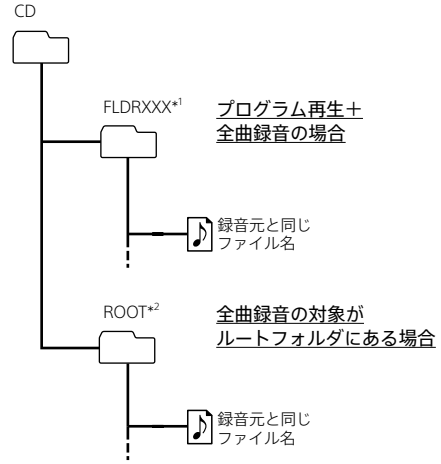 CD
FLDRXXX*1
プログラム再生＋
全曲録音の場合
録音元と同じ
ファイル名
ROOT*2
全曲録音の対象が
ルートフォルダにある場合
録音元と同じ
ファイル名